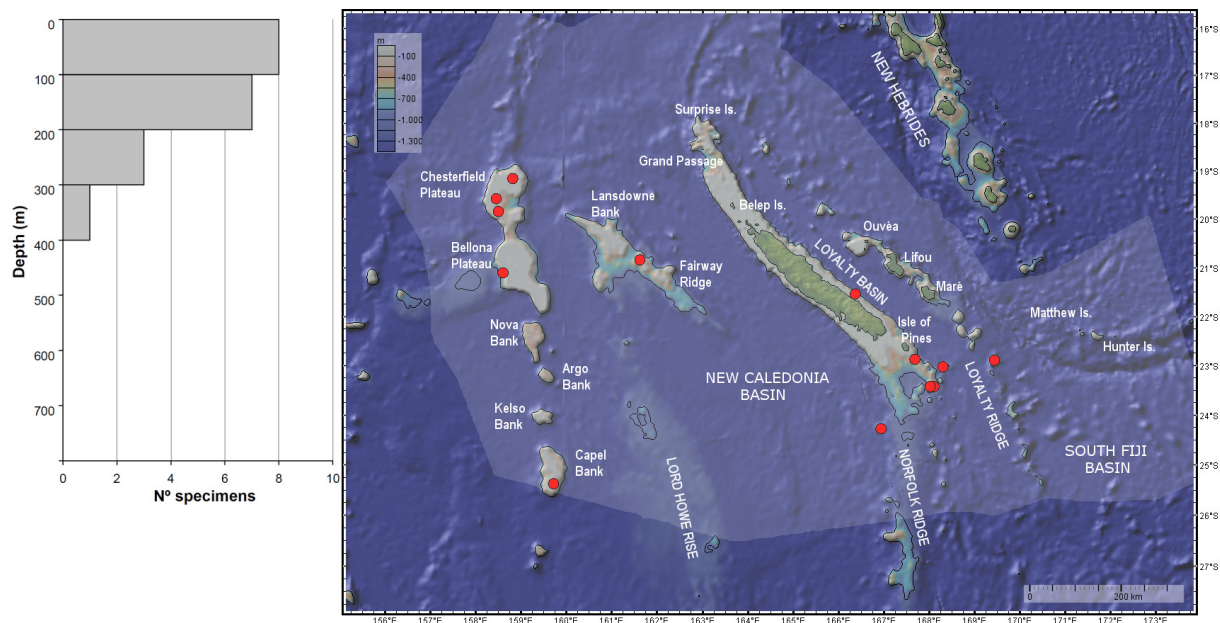 0
100
200
300
400
500
600
700
Depth (m)
0
2
4
6
8
10
Nº specimens
m
-100
-400
-700
-1.000
-1.300
NEW HEBRIDES
Surprise Is.
Grand Passage
Chesterfield
Plateau
Lansdowne
Bank
Belep Is.
Ouvéa
LOYALTY BASIN
Lifou
Bellona
Plateau
Fairway
Ridge
Maré
Matthew Is.
Isle of
Pines
Nova
Bank
Hunter Is.
Argo
Bank
NEW CALEDONIA
BASIN
LOYALTY RIDGE
Kelso
Bank
Capel
Bank
SOUTH FIJI
BASIN
LORD HOWE RISE
NORFOLK RIDGE
0
200 km
16°S
17°S
18°S
19°S
20°S
21°S
22°S
23°S
24°S
25°S
26°S
27°S
156°E
157°E
158°E
159°E
160°E
161°E
162°E
163°E
164°E
165°E
166°E
167°E
168°E
169°E
170°E
171°E
172°E
173°E